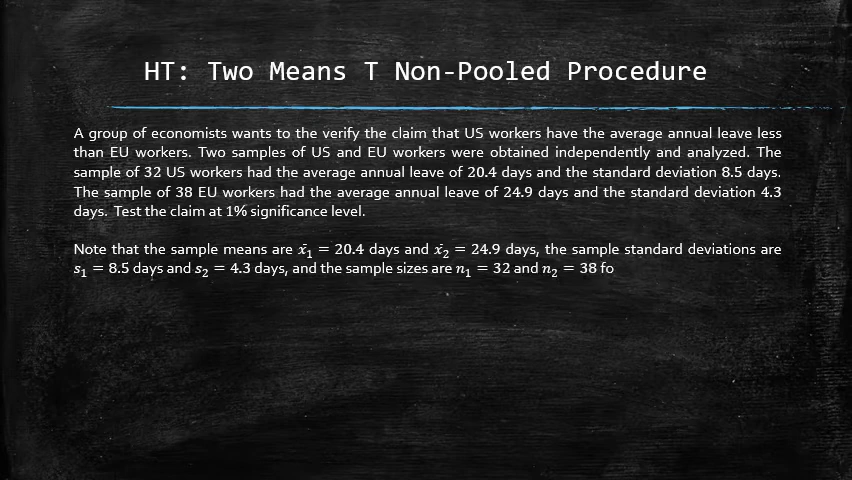 HT: Two Means T Non-Pooled Procedure
A group of economists wants to the verify the claim that US workers have the average annual leave less
than EU workers. Two samples of US and EU workers were obtained independently and analyzed. The
sample of 32 US workers had the average annual leave of 20.4 days and the standard deviation 8.5 days.
The sample of 38 EU workers had the average annual leave of 24.9 days and the standard deviation 4.3
days. Test the claim at 1% significance level.
Note that the sample means are x̄₁ = 20.4 days and x̄₂ = 24.9 days, the sample standard deviations are
s₁ = 8.5 days and s₂ = 4.3 days, and the sample sizes are n₁ = 32 and n₂ = 38 fo